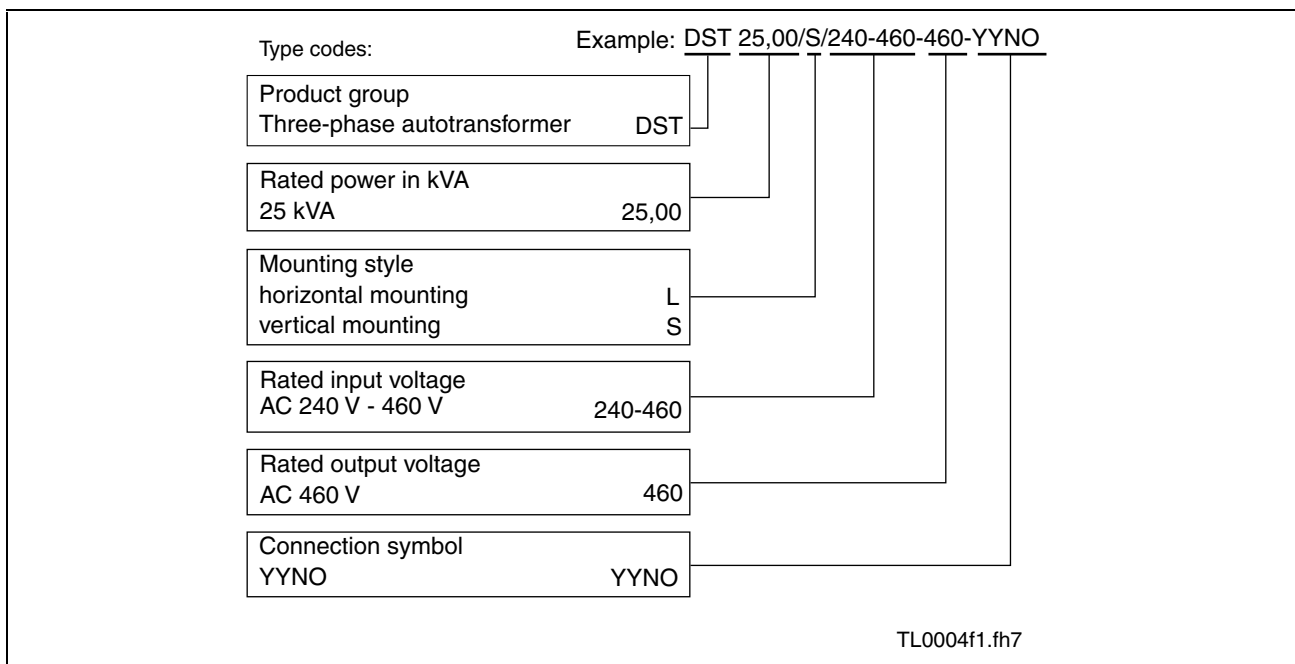 Type codes:
Example: DST 25,00/S/240-460-460-YYNO
Product group
Three-phase autotransformer DST
Rated power in kVA
25 kVA 25,00
Mounting style
horizontal mounting L
vertical mounting S
Rated input voltage
AC 240 V - 460 V 240-460
Rated output voltage
AC 460 V 460
Connection symbol
YYNO YYNO
TL0004f1.fh7